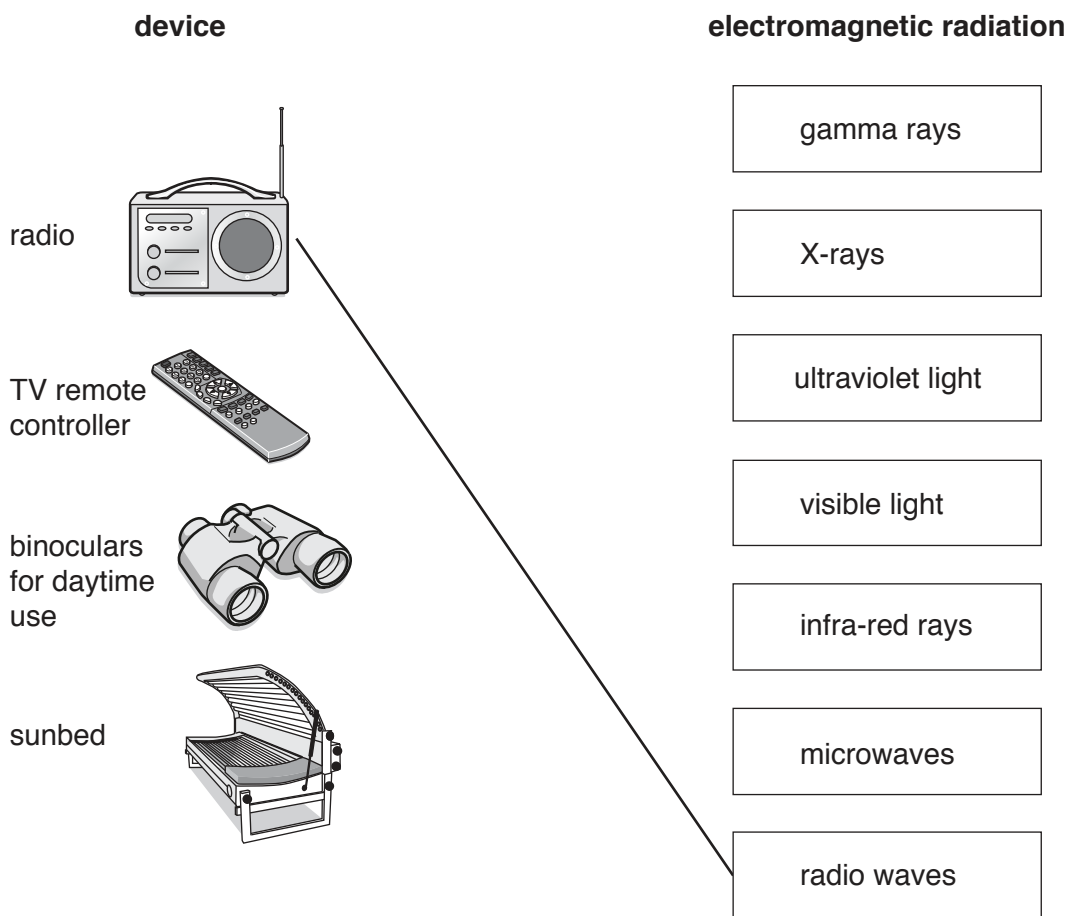 device
electromagnetic radiation
radio
TV remote
controller
binoculars
for daytime
use
sunbed
gamma rays
X-rays
ultraviolet light
visible light
infra-red rays
microwaves
radio waves